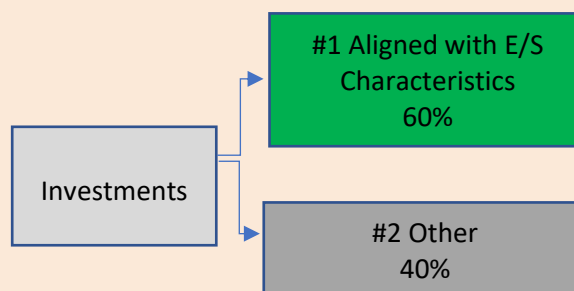 #1 Aligned with E/S
Characteristics
60%
Investments
#2 Other
40%